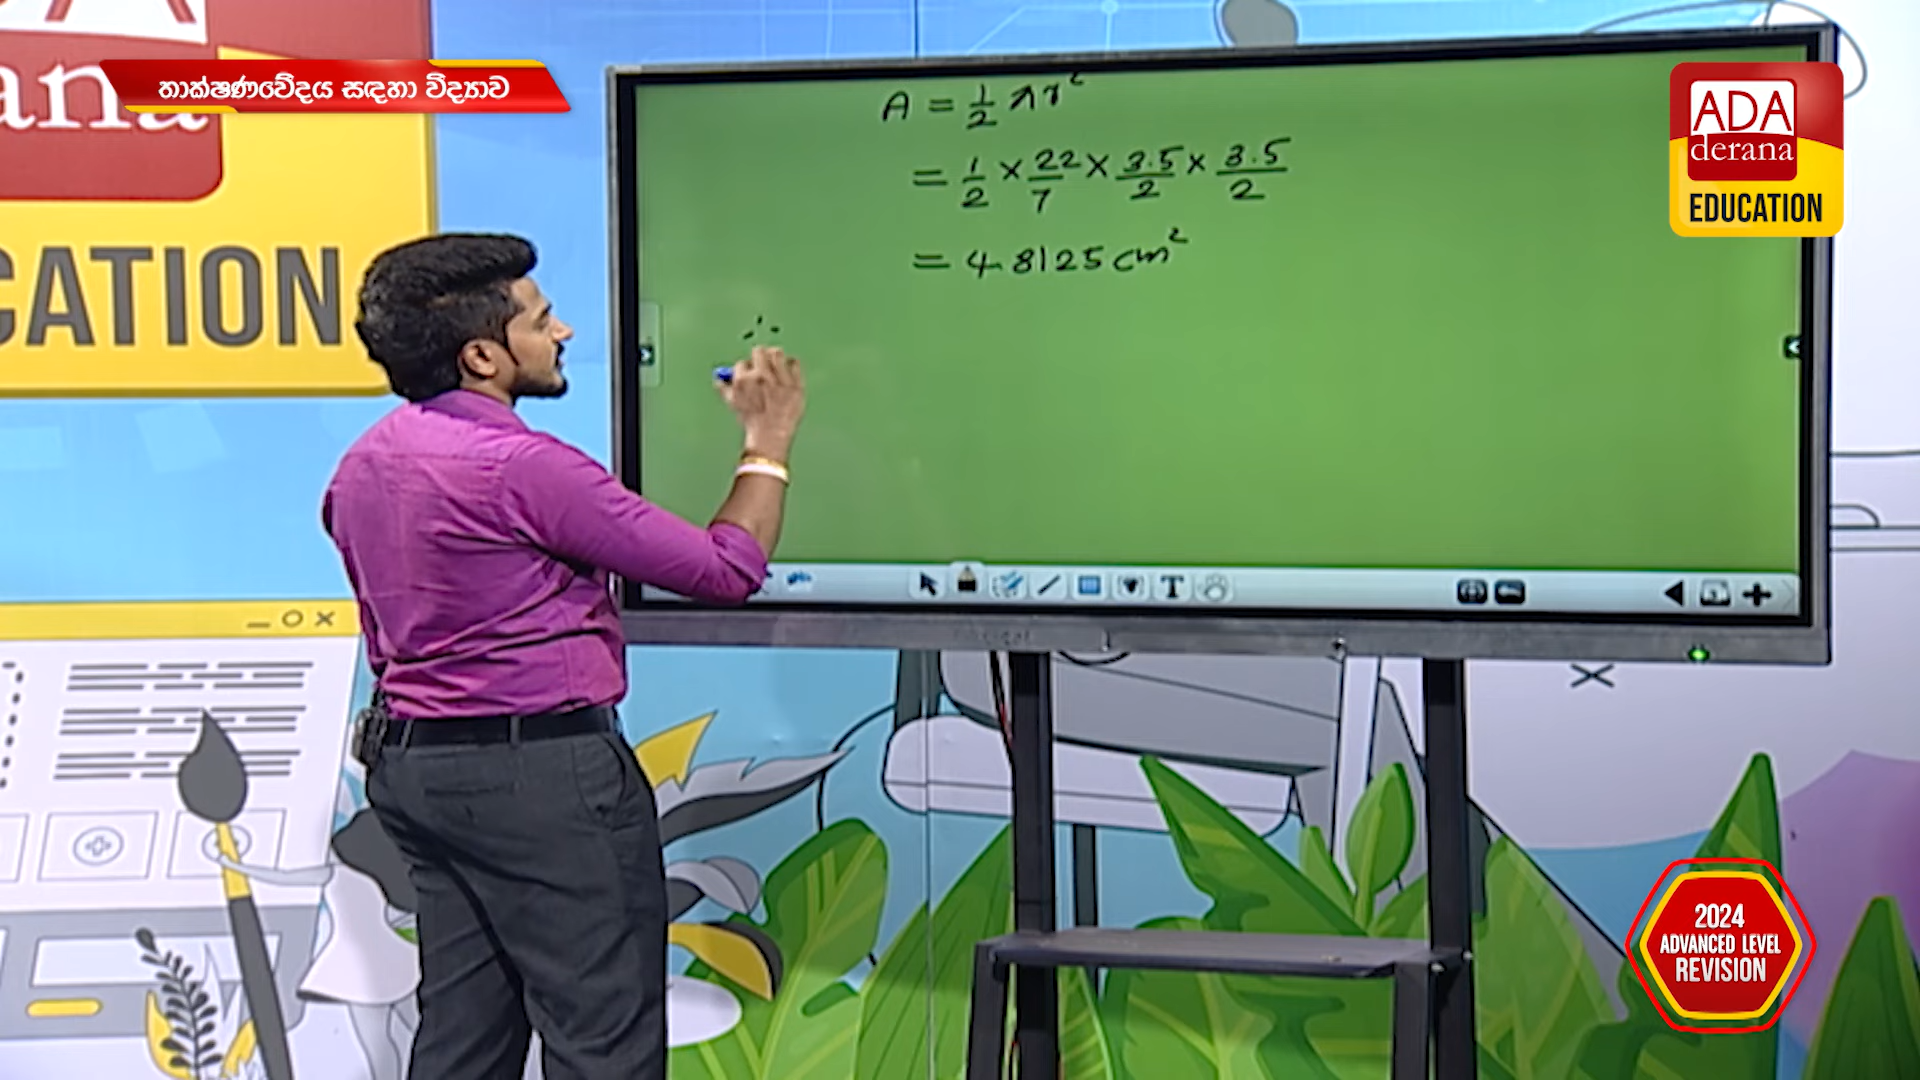 තාක්ෂණවේදය සඳහා විද්‍යාව
ana
CATION
A = 1/2 πr²
= 1/2 × 22/7 × 3.5/2 × 3.5/2
= 4.8125 cm²
∴
T
ADA
derana
EDUCATION
2024
ADVANCED LEVEL
REVISION